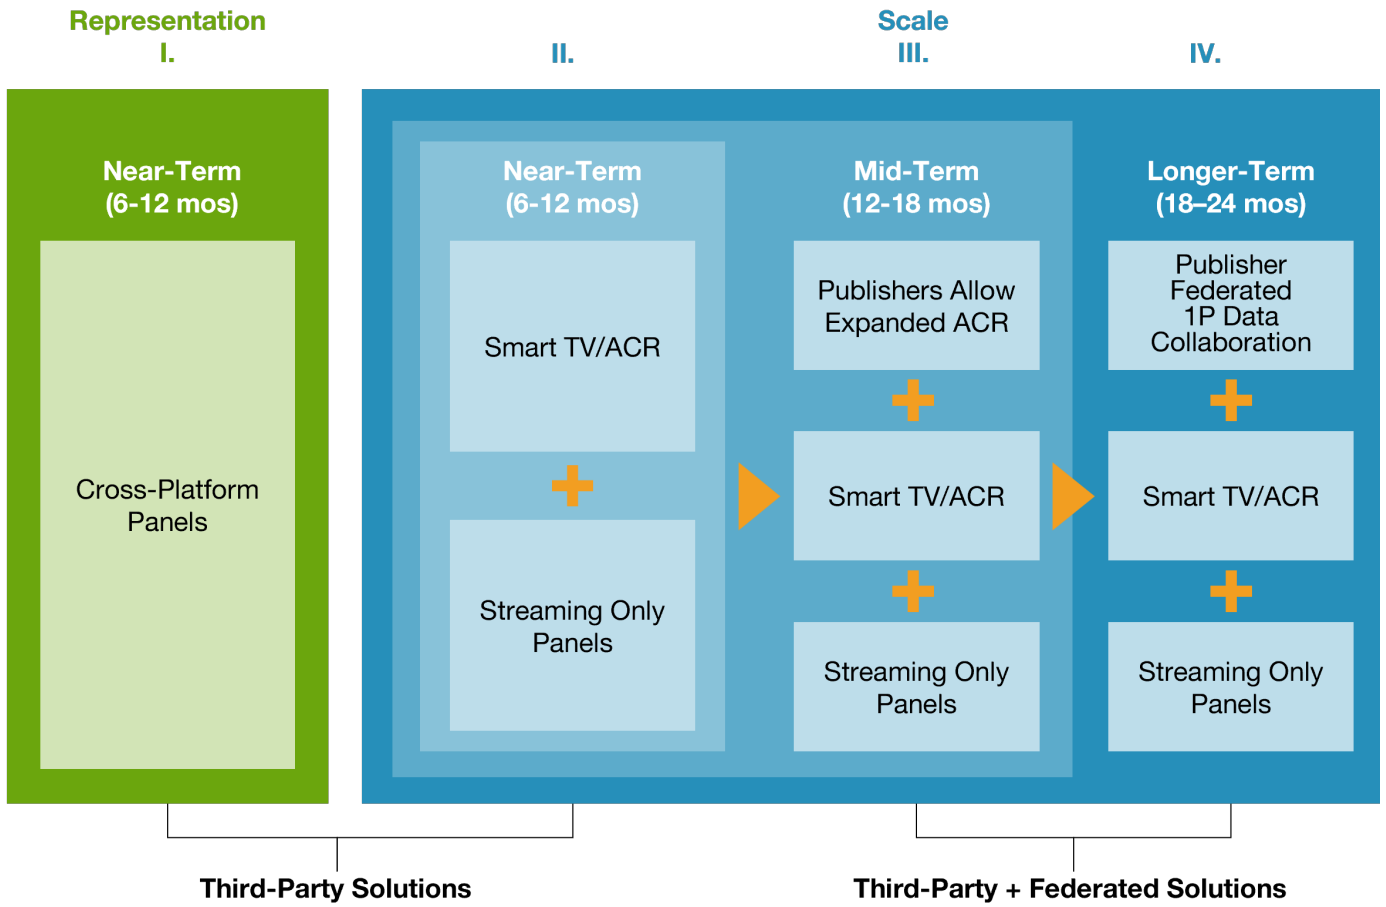 Representation
I.
II.
Scale
III.
IV.
Near-Term
(6-12 mos)
Cross-Platform
Panels
Near-Term
(6-12 mos)
Smart TV/ACR
Streaming Only
Panels
Mid-Term
(12-18 mos)
Publishers Allow
Expanded ACR
Smart TV/ACR
Streaming Only
Panels
Longer-Term
(18–24 mos)
Publisher
Federated
1P Data
Collaboration
Smart TV/ACR
Streaming Only
Panels
Third-Party Solutions
Third-Party + Federated Solutions